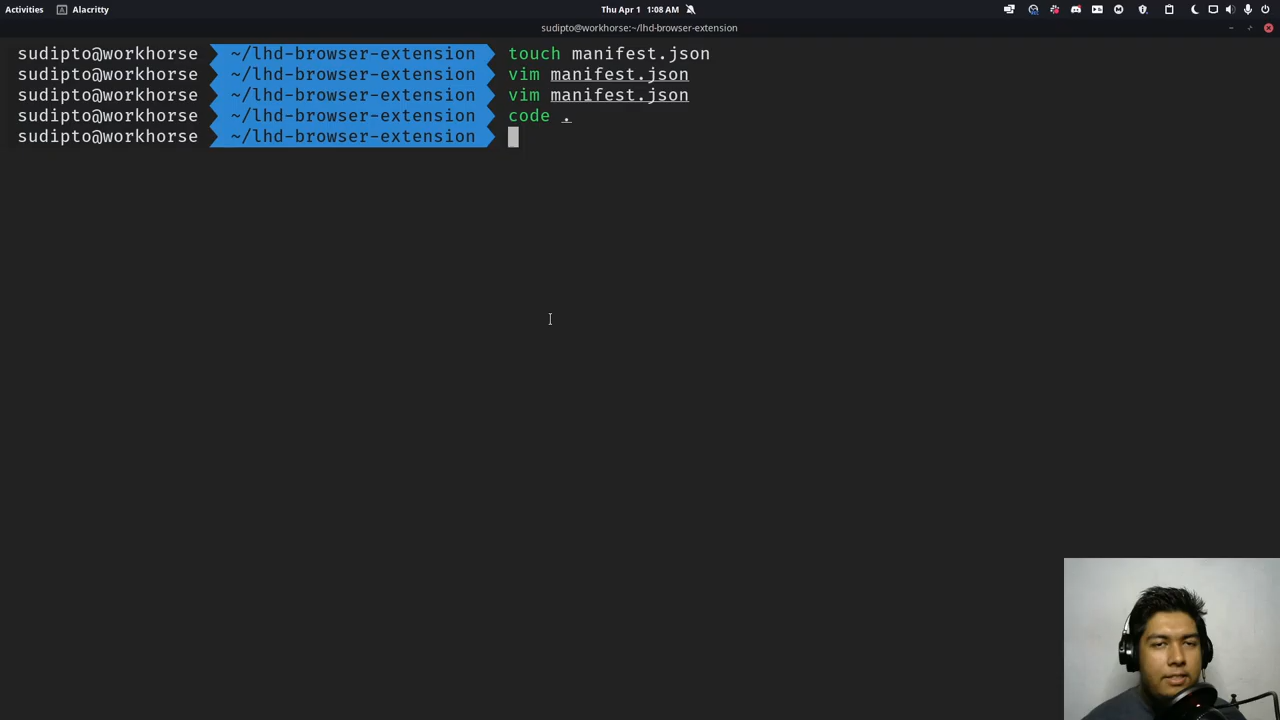 Activities Alacritty Thu Apr 1 1:08 AM
sudipto@workhorse:~/lhd-browser-extension
sudipto@workhorse ~/lhd-browser-extension touch manifest.json
sudipto@workhorse ~/lhd-browser-extension vim manifest.json
sudipto@workhorse ~/lhd-browser-extension vim manifest.json
sudipto@workhorse ~/lhd-browser-extension code .
sudipto@workhorse ~/lhd-browser-extension